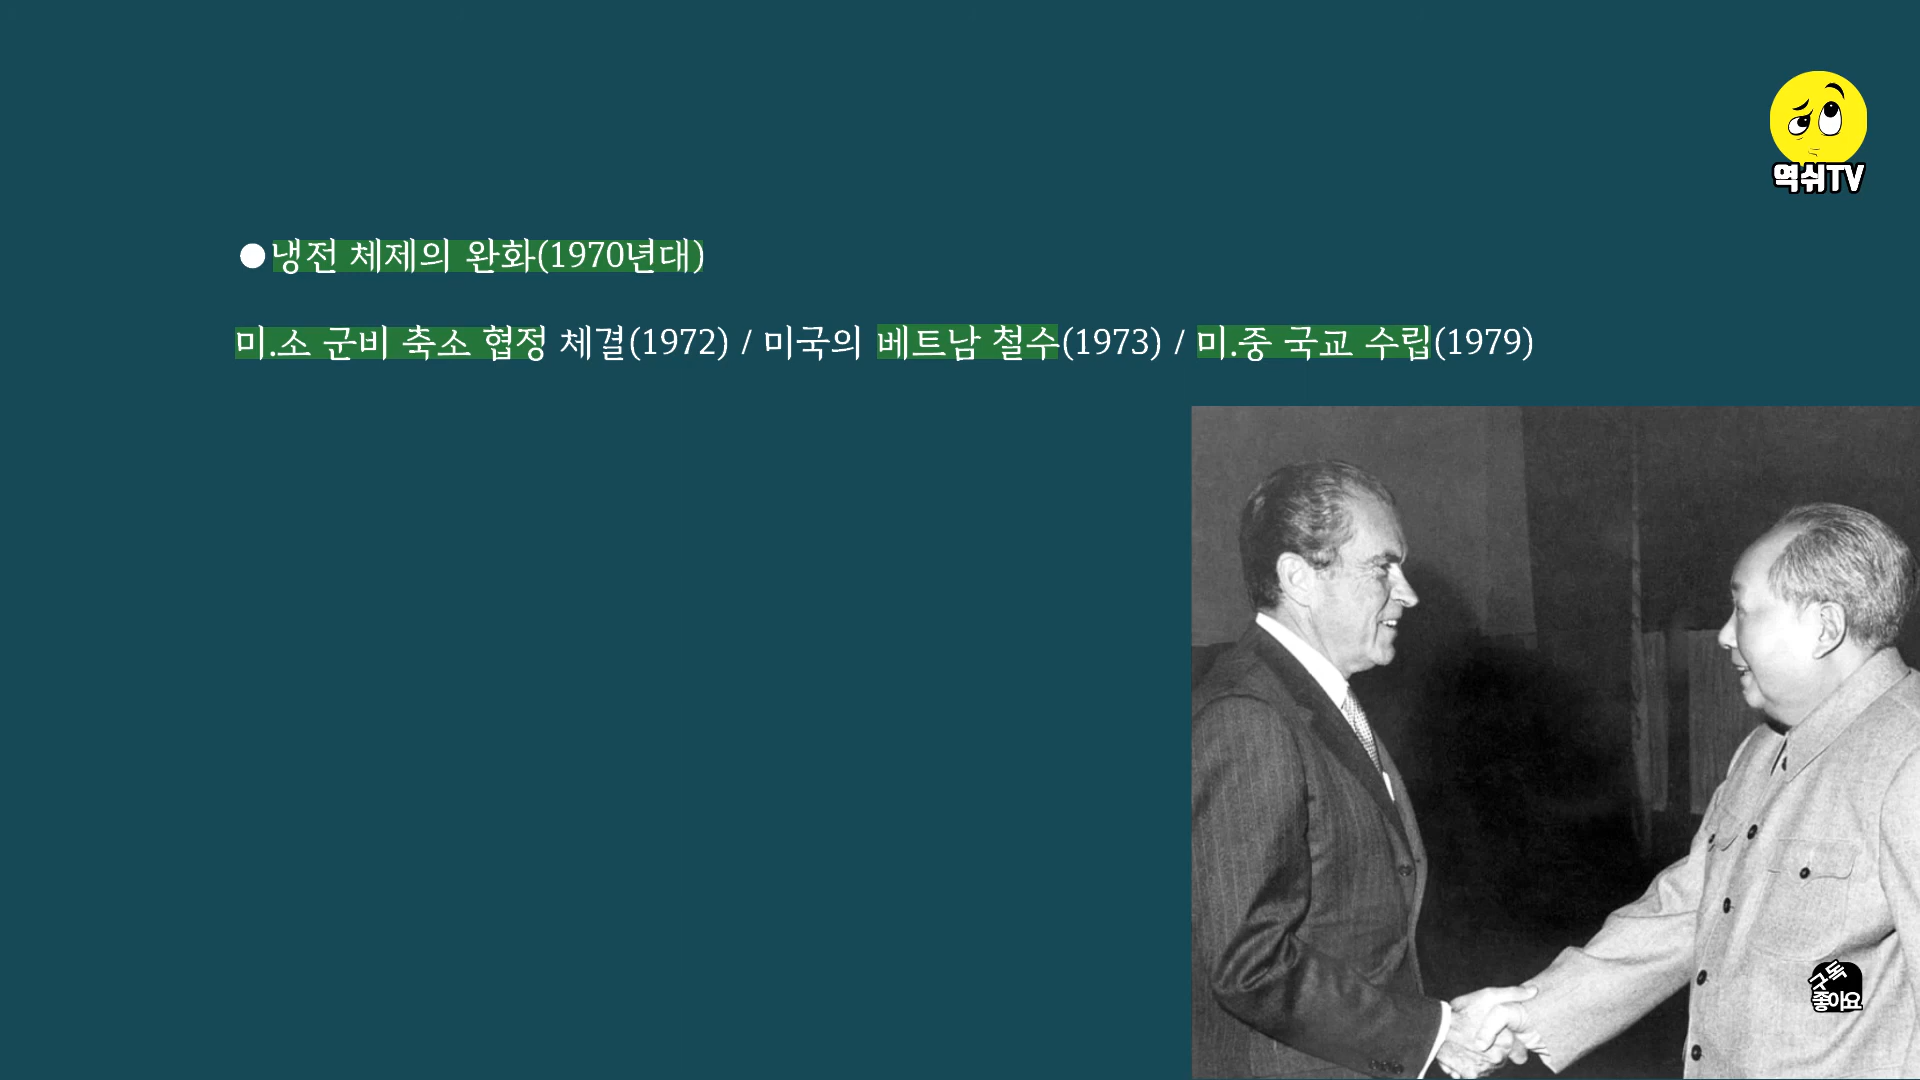 역쉬TV
●냉전 체제의 완화(1970년대)
미.소 군비 축소 협정 체결(1972) / 미국의 베트남 철수(1973) / 미.중 국교 수립(1979)
구독
좋아요